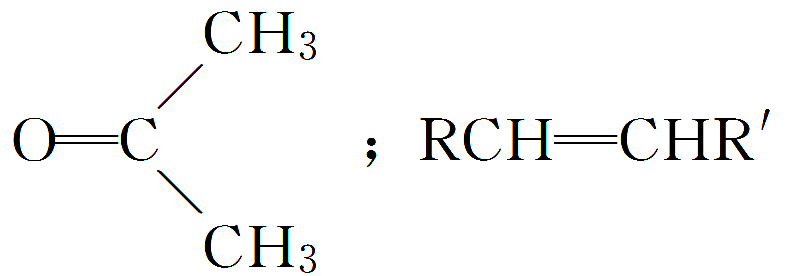 CH₃
O=C ; RCH=CHR′
CH₃